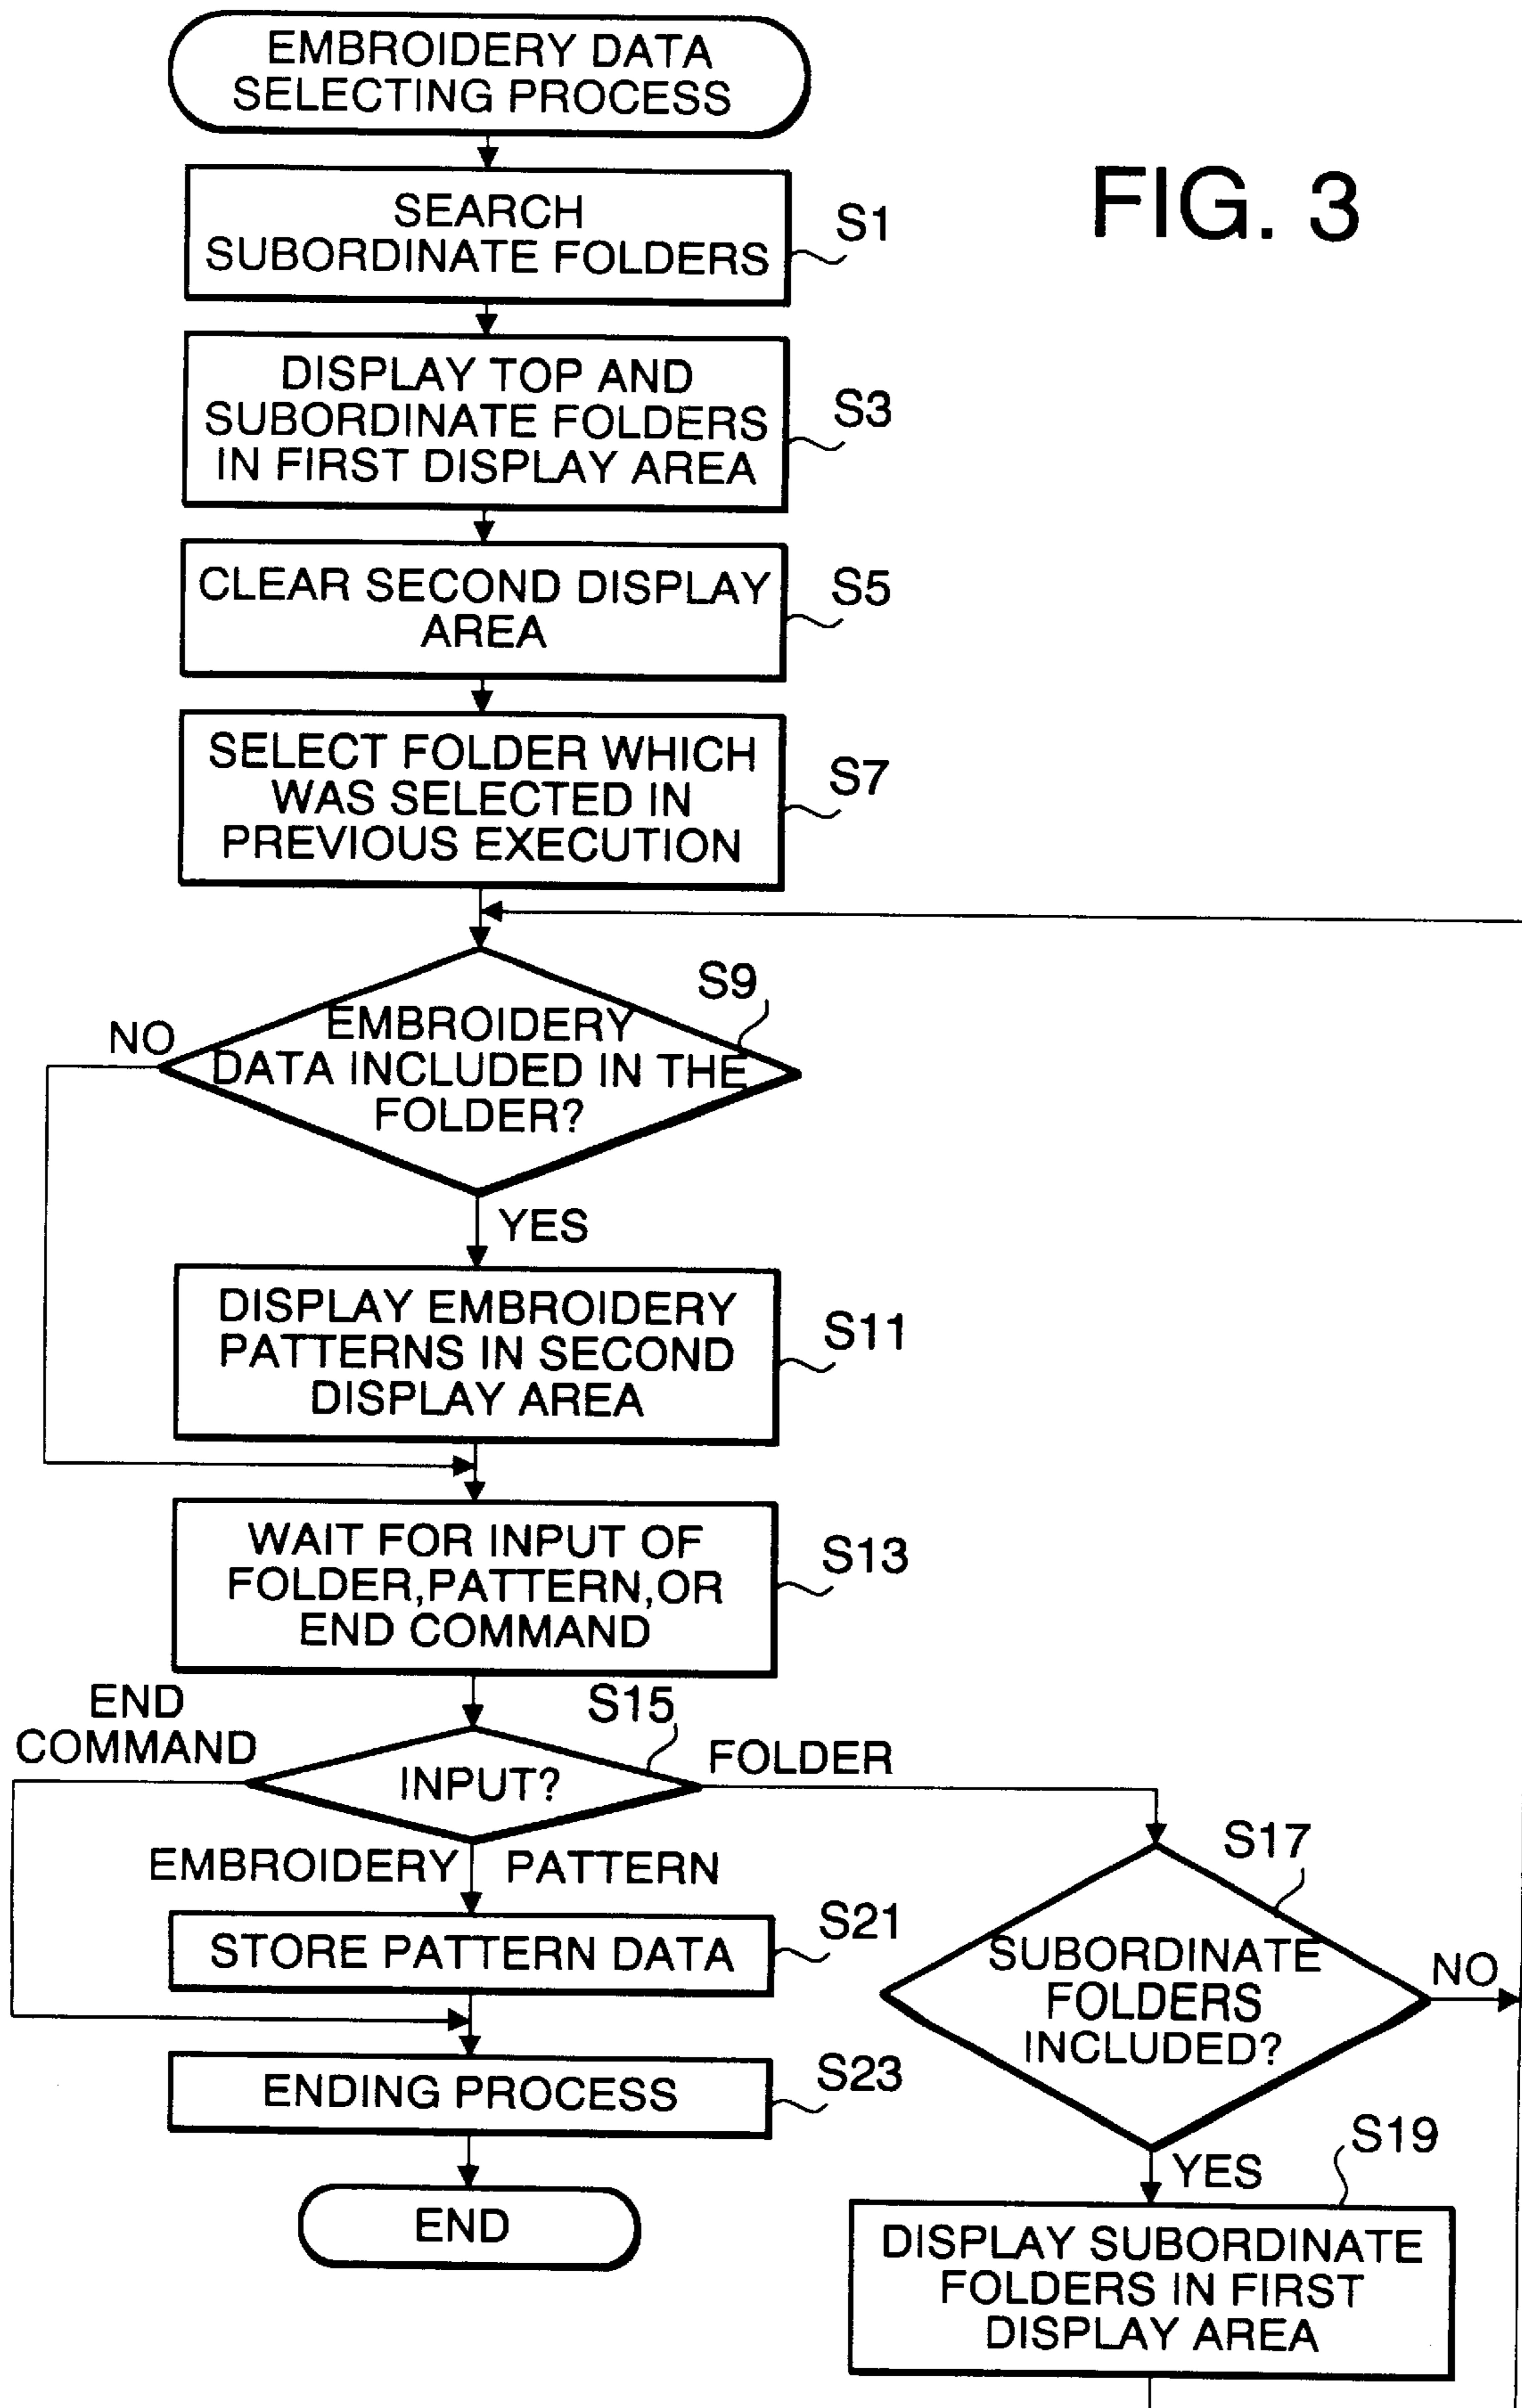 EMBROIDERY DATA
SELECTING PROCESS
FIG. 3
SEARCH
SUBORDINATE FOLDERS
S1
DISPLAY TOP AND
SUBORDINATE FOLDERS
IN FIRST DISPLAY AREA
S3
CLEAR SECOND DISPLAY
AREA
S5
SELECT FOLDER WHICH
WAS SELECTED IN
PREVIOUS EXECUTION
S7
S9
NO
EMBROIDERY
DATA INCLUDED IN THE
FOLDER?
YES
DISPLAY EMBROIDERY
PATTERNS IN SECOND
DISPLAY AREA
S11
WAIT FOR INPUT OF
FOLDER,PATTERN,OR
END COMMAND
S13
END
COMMAND
S15
INPUT?
FOLDER
EMBROIDERY PATTERN
S17
SUBORDINATE
FOLDERS
INCLUDED?
NO
STORE PATTERN DATA
S21
ENDING PROCESS
S23
YES
S19
END
DISPLAY SUBORDINATE
FOLDERS IN FIRST
DISPLAY AREA